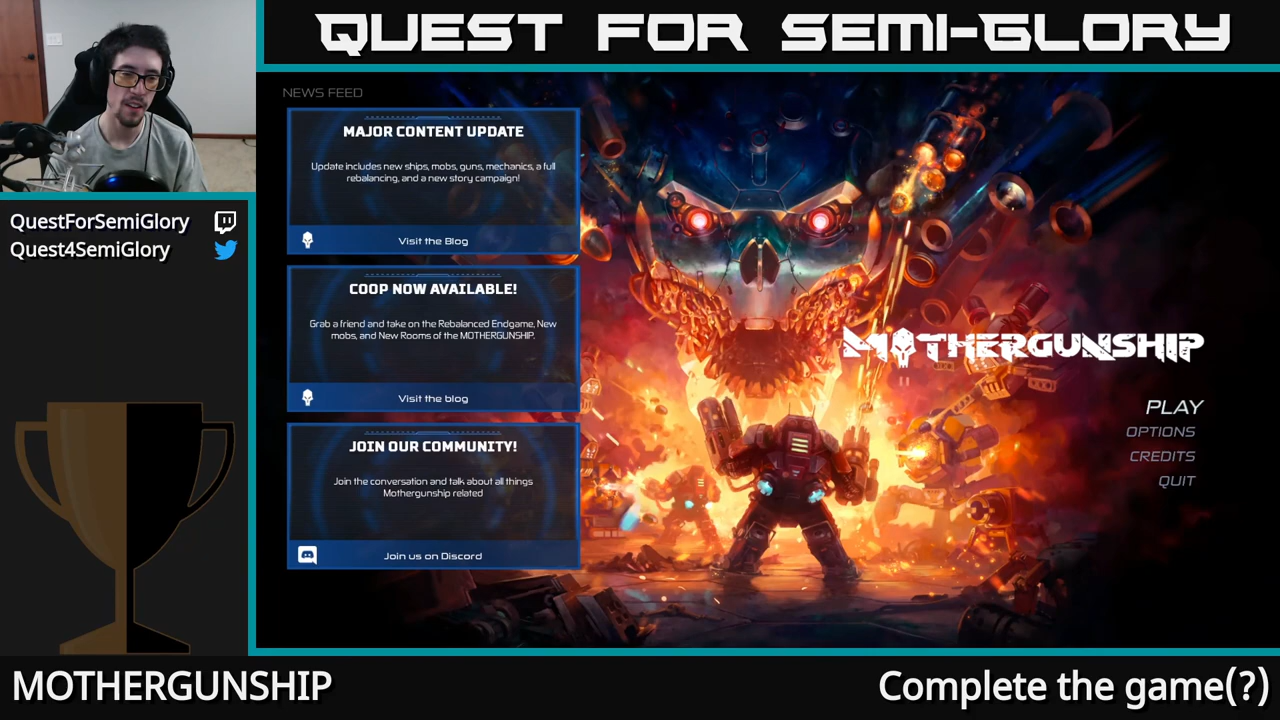 QUEST FOR SEMI-GLORY
QuestForSemiGlory
Quest4SemiGlory
NEWS FEED
MAJOR CONTENT UPDATE
Update includes new ships, mobs, guns, mechanics, a full
rebalancing, and a new story campaign!
Visit the Blog
COOP NOW AVAILABLE!
Grab a friend and take on the Rebalanced Endgame, New
mobs, and New Rooms of the MOTHERGUNSHIP.
Visit the blog
JOIN OUR COMMUNITY!
Join the conversation and talk about all things
Mothergunship related
Join us on Discord
MOTHERGUNSHIP
PLAY
OPTIONS
CREDITS
QUIT
MOTHERGUNSHIP
Complete the game(?)